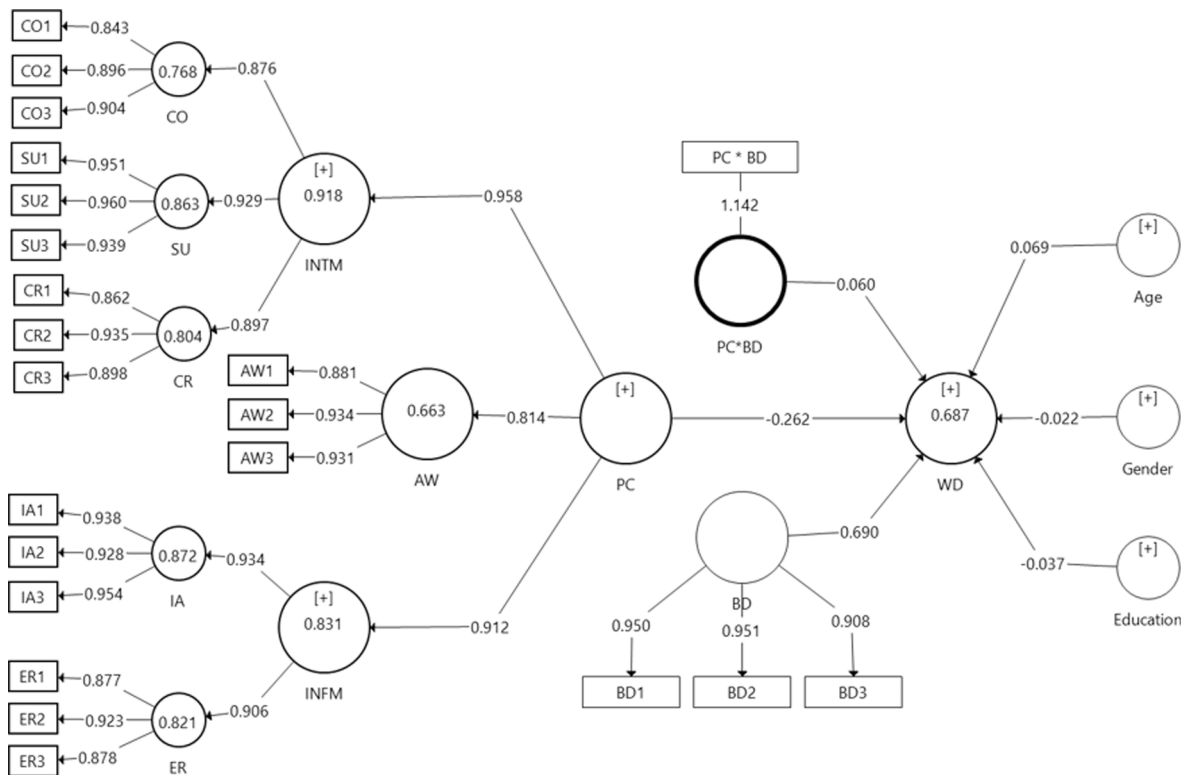 CO1
0.843
CO2
0.896
0.768
0.876
CO3
0.904
CO
SU1
0.951
SU2
0.960
0.863
0.929
SU3
0.939
SU
[+]
0.918
INTM
0.958
CR1
0.862
CR2
0.935
0.804
0.897
CR3
0.898
CR
PC * BD
1.142
0.060
PC*BD
[+]
0.069
Age
AW1
0.881
AW2
0.934
0.663
0.814
AW3
0.931
AW
[+]
PC
-0.262
[+]
0.687
WD
-0.022
[+]
Gender
IA1
0.938
IA2
0.928
0.872
0.934
IA3
0.954
IA
[+]
0.831
INFM
0.912
ER1
0.877
ER2
0.923
0.821
0.906
ER3
0.878
ER
0.690
BD
0.950
0.951
0.908
BD1
BD2
BD3
-0.037
[+]
Education